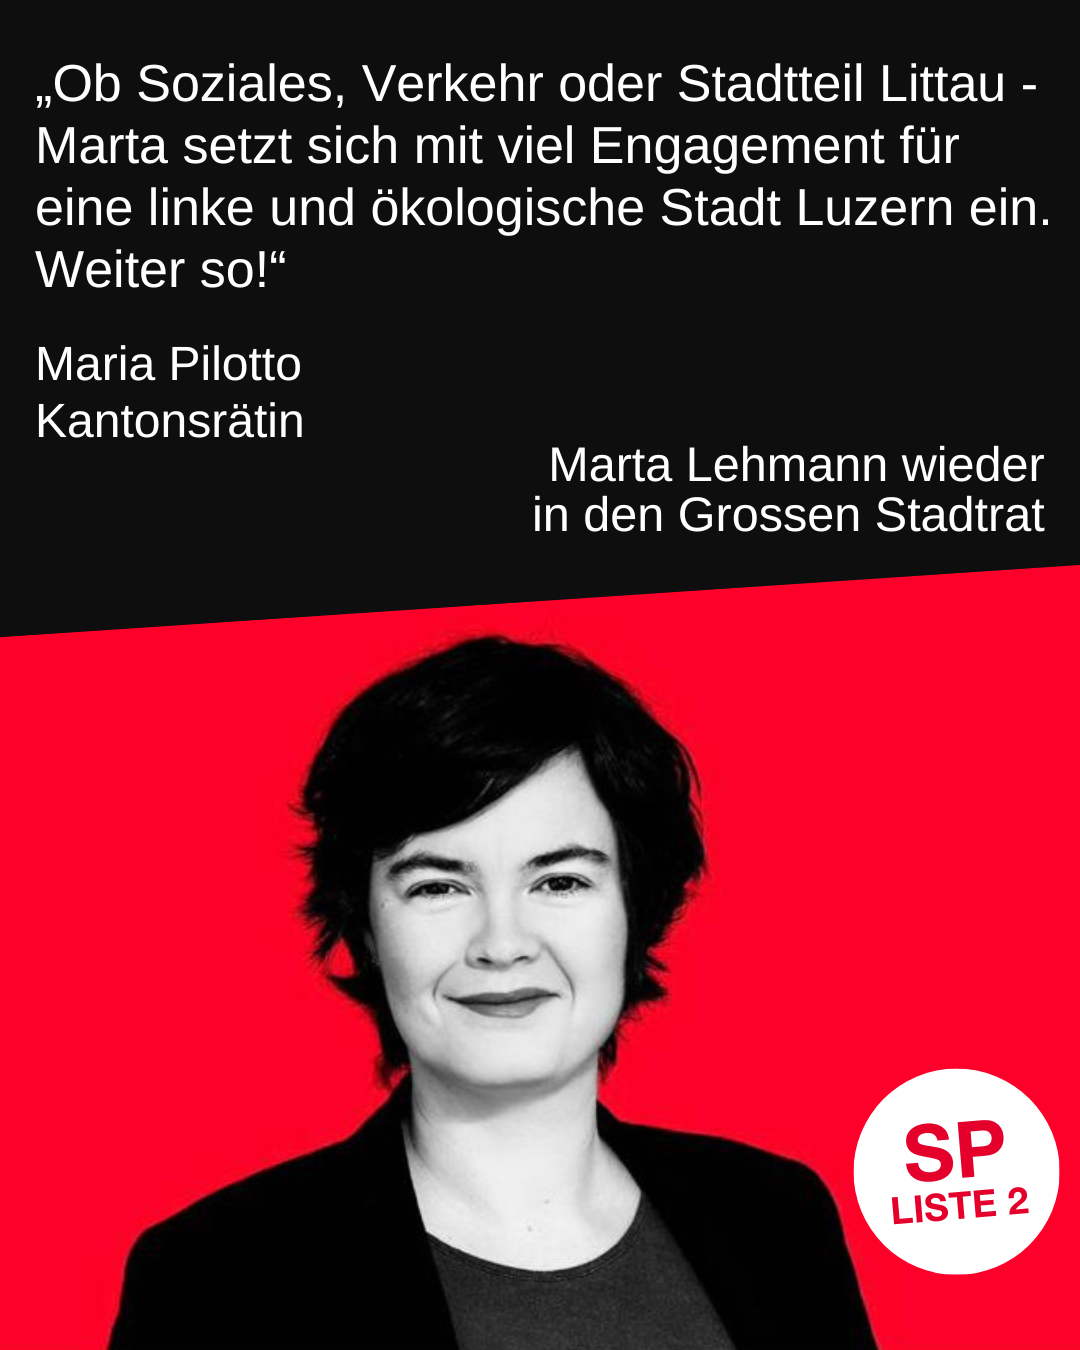 „Ob Soziales, Verkehr oder Stadtteil Littau -
Marta setzt sich mit viel Engagement für
eine linke und ökologische Stadt Luzern ein.
Weiter so!“
Maria Pilotto
Kantonsrätin
Marta Lehmann wieder
in den Grossen Stadtrat
SP
LISTE 2